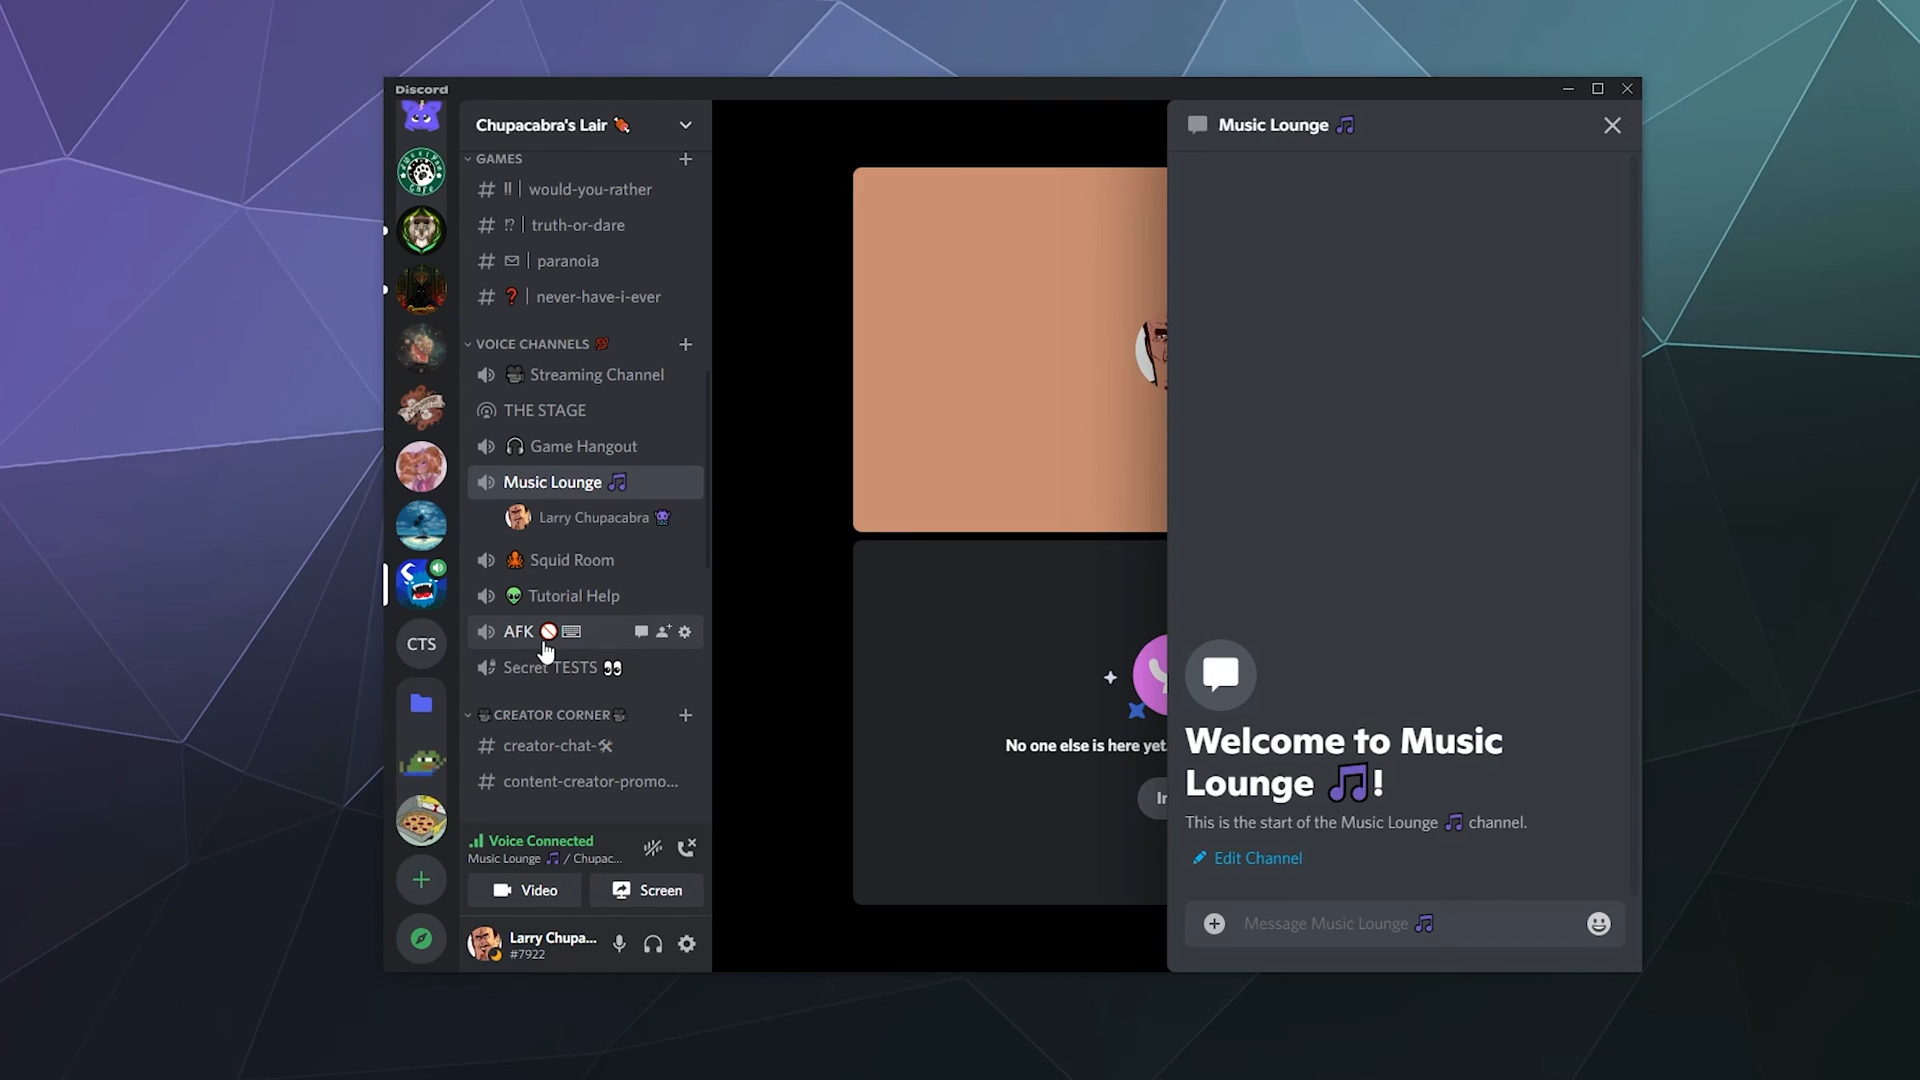 Discord
Chupacabra's Lair 🍖
GAMES
‼ | would-you-rather
⁉ | truth-or-dare
✉ | paranoia
❓ | never-have-i-ever
VOICE CHANNELS 💯
🎥 Streaming Channel
THE STAGE
🎧 Game Hangout
Music Lounge 🎵
Larry Chupacabra 👾
🦑 Squid Room
👽 Tutorial Help
AFK 🚫⌨
Secret TESTS 👀
🎥CREATOR CORNER🎥
creator-chat-🛠
content-creator-promo...
CTS
Voice Connected
Music Lounge 🎵 / Chupac...
Video
Screen
Larry Chupa...
#7922
No one else is here yet.
In
Music Lounge 🎵
Welcome to Music
Lounge 🎵!
This is the start of the Music Lounge 🎵 channel.
Edit Channel
Message Music Lounge 🎵